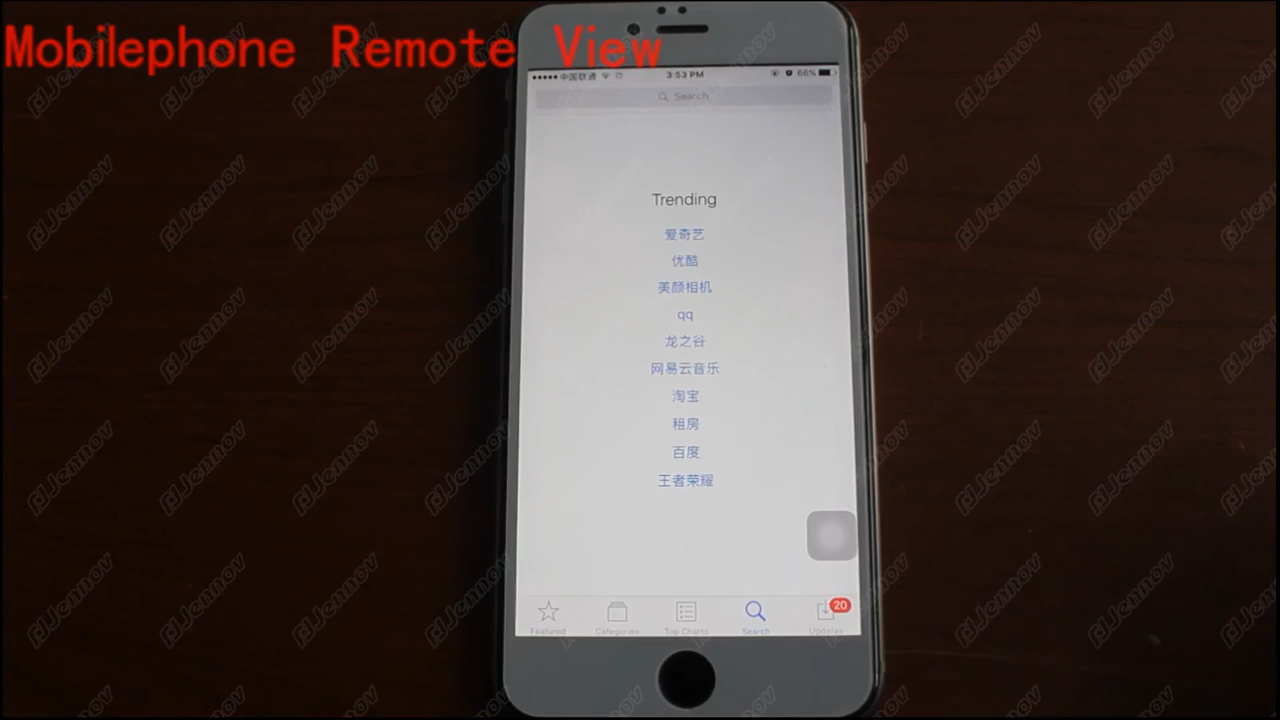 Mobilephone Remote View
中国联通 3:53 PM 66%
Search
Trending
爱奇艺
优酷
美颜相机
qq
龙之谷
网易云音乐
淘宝
租房
百度
王者荣耀
20
Featured Categories Top Charts Search Updates
Jennov